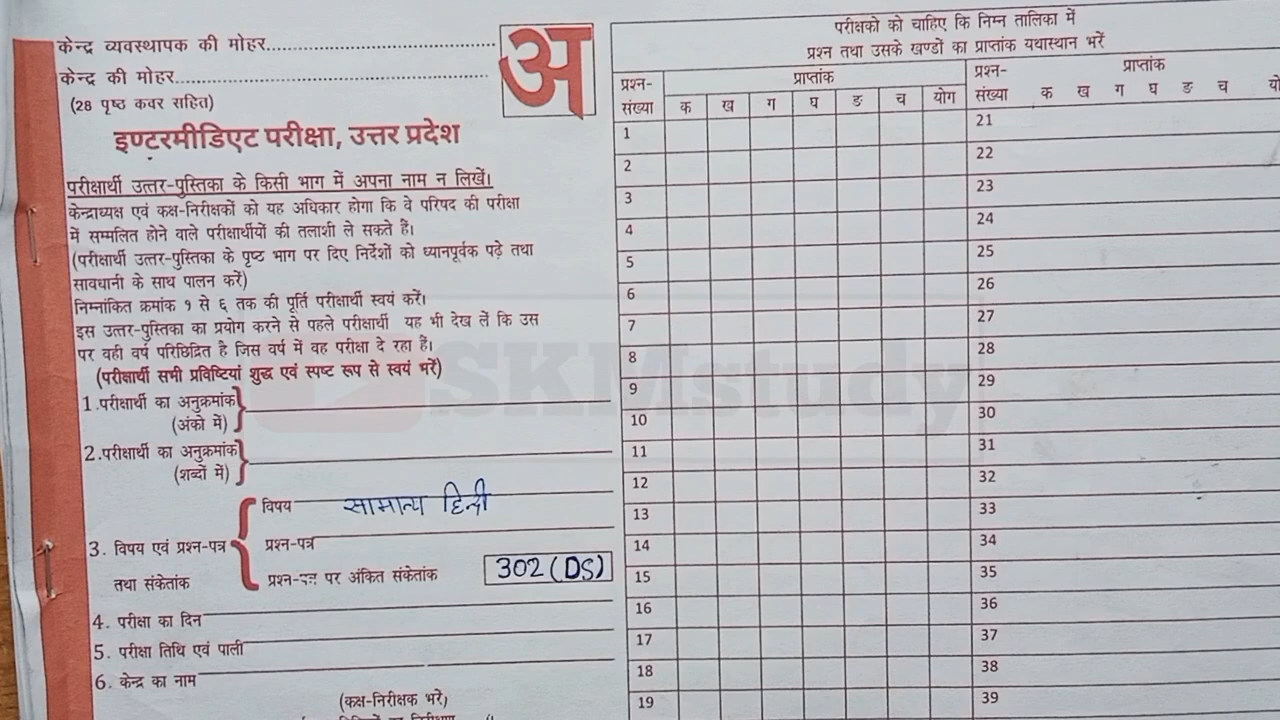 केन्द्र व्यवस्थापक की मोहर
केन्द्र की मोहर
(28 पृष्ठ कवर सहित)
अ
इण्टरमीडिएट परीक्षा, उत्तर प्रदेश
परीक्षार्थी उत्तर-पुस्तिका के किसी भाग में अपना नाम न लिखें।
केन्द्राध्यक्ष एवं कक्ष-निरीक्षकों को यह अधिकार होगा कि वे परिषद की परीक्षा
में सम्मलित होने वाले परीक्षार्थीयों की तलाशी ले सकते हैं।
(परीक्षार्थी उत्तर-पुस्तिका के पृष्ट भाग पर दिए निर्देशों को ध्यानपूर्वक पढ़े तथा
सावधानी के साथ पालन करें)
निम्नांकित क्रमांक १ से ६ तक की पूर्ति परीक्षार्थी स्वयं करें।
इस उत्तर-पुस्तिका का प्रयोग करने से पहले परीक्षार्थी यह भी देख लें कि उस
पर वही वर्ष परिछिद्रित है जिस वर्ष में वह परीक्षा दे रहा है।
(परीक्षार्थी सभी प्रविष्टियां शुद्ध एवं स्पष्ट रूप से स्वयं भरें)
1.परीक्षार्थी का अनुक्रमांक
(अंको में)
2.परीक्षार्थी का अनुक्रमांक
(शब्दों में)
विषय सामान्य हिन्दी
3. विषय एवं प्रश्न-पत्र
प्रश्न-पत्र
तथा संकेतांक
प्रश्न-पत्र पर अंकित संकेतांक 302 (DS)
4. परीक्षा का दिन
5. परीक्षा तिथि एवं पाली
6. केन्द्र का नाम
(कक्ष-निरीक्षक भरें)
परीक्षको को चाहिए कि निम्न तालिका में
प्रश्न तथा उसके खण्डों का प्राप्तांक यथास्थान भरें
प्रश्न-संख्या प्राप्तांक प्रश्न-संख्या प्राप्तांक
क ख ग घ ङ च योग क ख ग घ ङ च
1 21
2 22
3 23
4 24
5 25
6 26
7 27
8 28
9 29
10 30
11 31
12 32
13 33
14 34
15 35
16 36
17 37
18 38
19 39
SKMstudy